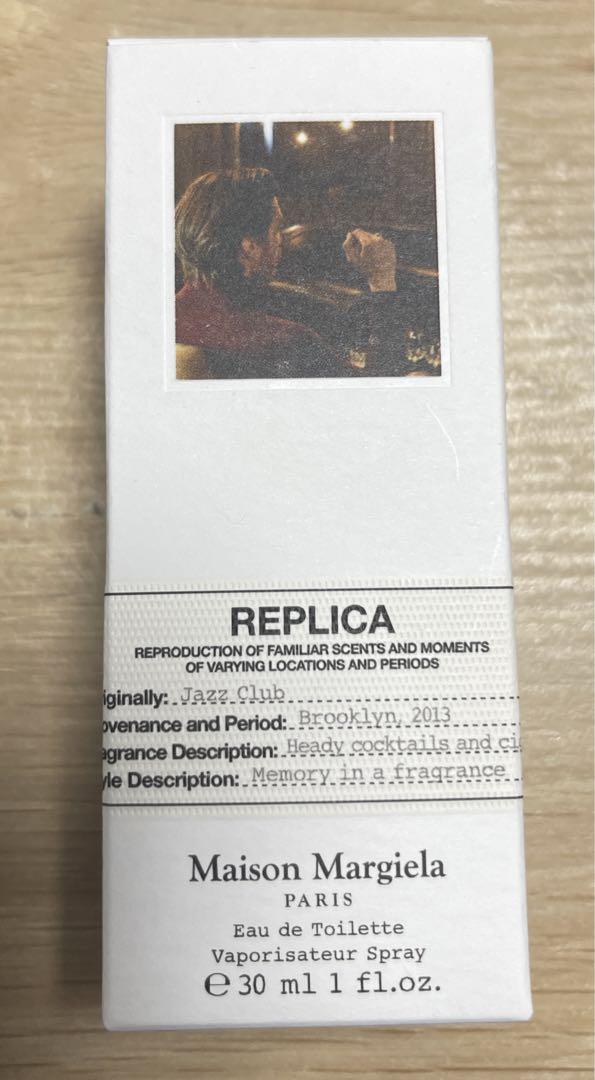 REPLICA
REPRODUCTION OF FAMILIAR SCENTS AND MOMENTS
OF VARYING LOCATIONS AND PERIODS
iginally: Jazz Club
ovenance and Period: Brooklyn, 2013
agrance Description: Heady cocktails and ci
yle Description: Memory in a fragrance
Maison Margiela
PARIS
Eau de Toilette
Vaporisateur Spray
℮ 30 ml 1 fl.oz.